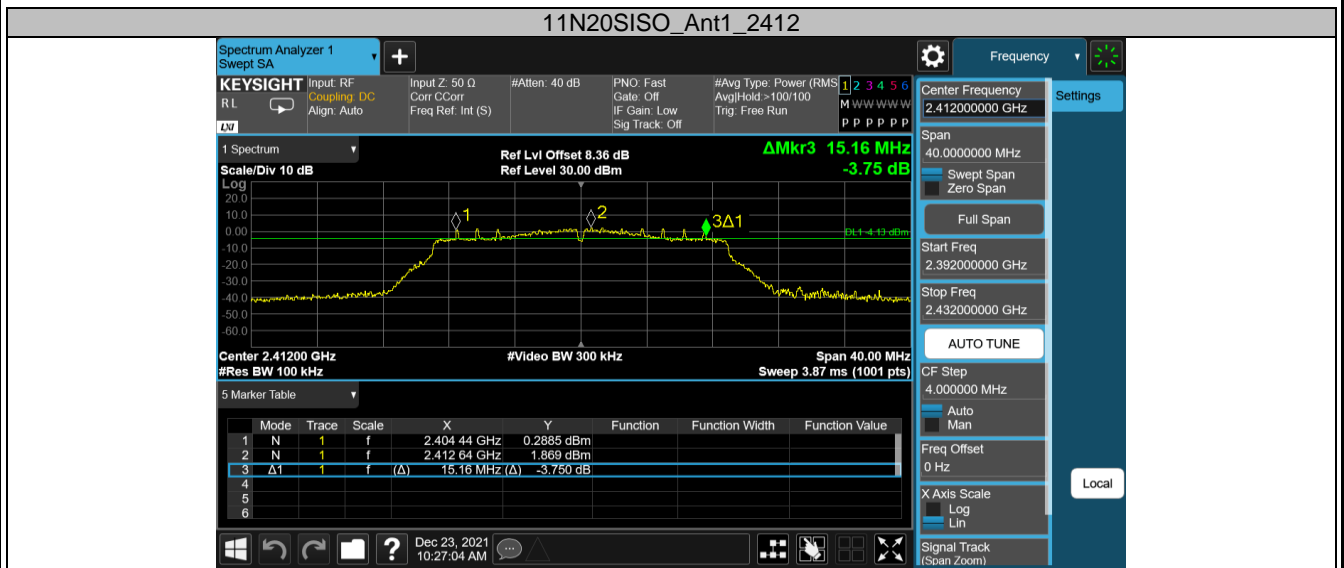 11N20SISO_Ant1_2412
Spectrum Analyzer 1
Swept SA
Frequency
KEYSIGHT
Input: RF
Input Z: 50 Ω
#Atten: 40 dB
PNO: Fast
#Avg Type: Power (RMS
1 2 3 4 5 6
R L
Coupling: DC
Corr CCorr
Gate: Off
Avg|Hold:>100/100
M W W W W W
Align: Auto
Freq Ref: Int (S)
IF Gain: Low
Trig: Free Run
Sig Track: Off
P P P P P P
LXI
Center Frequency
2.412000000 GHz
Settings
1 Spectrum
Ref Lvl Offset 8.36 dB
ΔMkr3 15.16 MHz
Scale/Div 10 dB
Ref Level 30.00 dBm
-3.75 dB
Log
20.0
10.0
0.00
-10.0
-20.0
-30.0
-40.0
-50.0
-60.0
1
2
3Δ1
DL1 -4.13 dBm
Center 2.41200 GHz
#Video BW 300 kHz
Span 40.00 MHz
#Res BW 100 kHz
Sweep 3.87 ms (1001 pts)
Span
40.0000000 MHz
Swept Span
Zero Span
Full Span
Start Freq
2.392000000 GHz
Stop Freq
2.432000000 GHz
AUTO TUNE
CF Step
4.000000 MHz
Auto
Man
Freq Offset
0 Hz
X Axis Scale
Log
Lin
Signal Track
(Span Zoom)
Local
5 Marker Table
Mode Trace Scale X Y Function Function Width Function Value
1 N 1 f 2.404 44 GHz 0.2885 dBm
2 N 1 f 2.412 64 GHz 1.869 dBm
3 Δ1 1 f (Δ) 15.16 MHz (Δ) -3.750 dB
4
5
6
Dec 23, 2021
10:27:04 AM